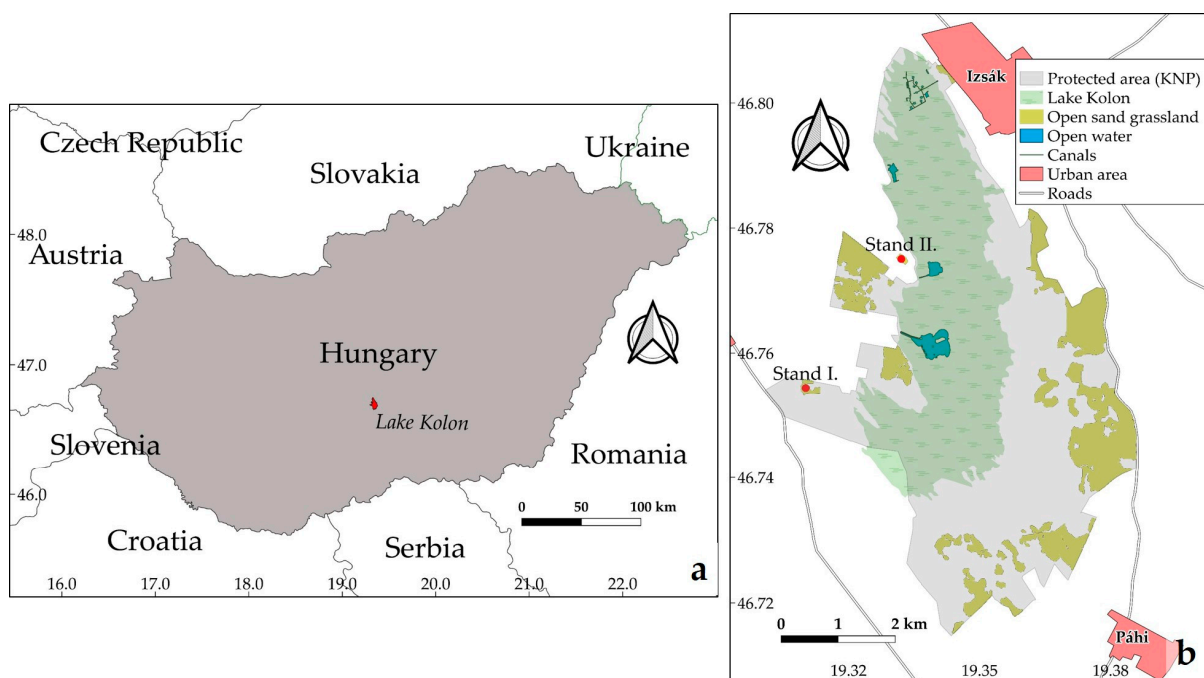 Czech Republic
Slovakia
Ukraine
Austria
Hungary
Lake Kolon
Slovenia
Romania
Croatia
Serbia
0 50 100 km
a
48.0
47.0
46.0
16.0 17.0 18.0 19.0 20.0 21.0 22.0
Izsák
Protected area (KNP)
Lake Kolon
Open sand grassland
Open water
Canals
Urban area
Roads
Stand II.
Stand I.
Páhi
0 1 2 km
b
46.80
46.78
46.76
46.74
46.72
19.32 19.35 19.38